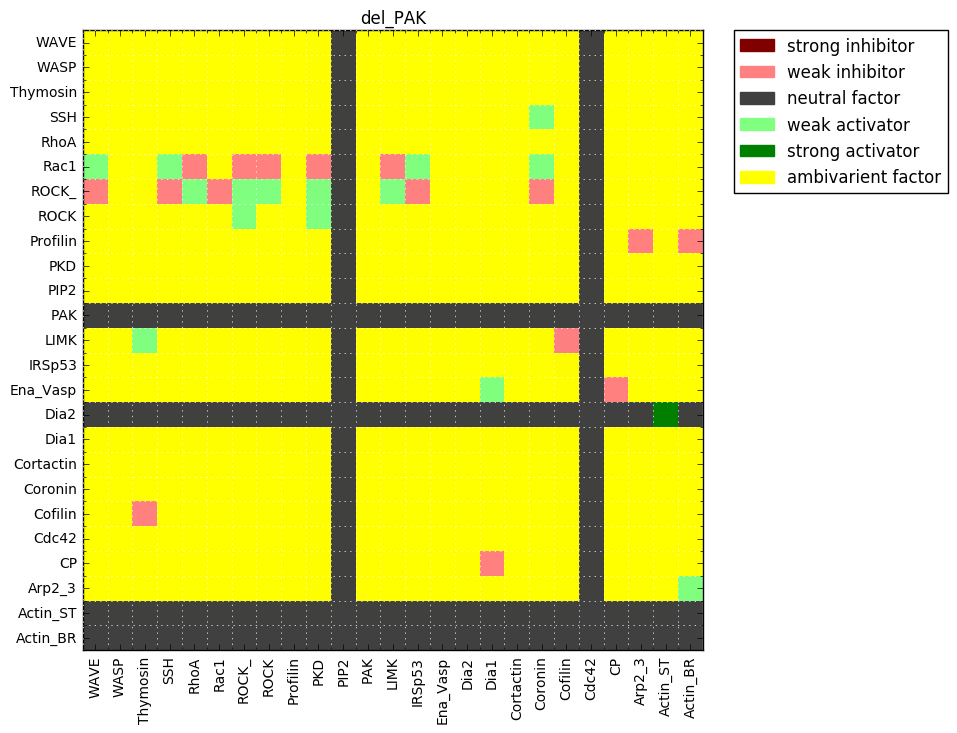 del_PAK
WAVE
WASP
Thymosin
SSH
RhoA
Rac1
ROCK_
ROCK
Profilin
PKD
PIP2
PAK
LIMK
IRSp53
Ena_Vasp
Dia2
Dia1
Cortactin
Coronin
Cofilin
Cdc42
CP
Arp2_3
Actin_ST
Actin_BR
WAVE
WASP
Thymosin
SSH
RhoA
Rac1
ROCK_
ROCK
Profilin
PKD
PIP2
PAK
LIMK
IRSp53
Ena_Vasp
Dia2
Dia1
Cortactin
Coronin
Cofilin
Cdc42
CP
Arp2_3
Actin_ST
Actin_BR
strong inhibitor
weak inhibitor
neutral factor
weak activator
strong activator
ambivarient factor